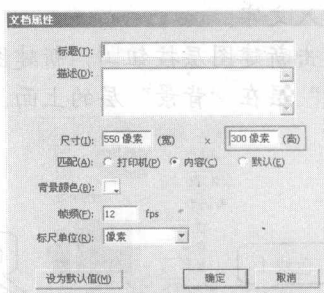 文档属性
标题(T):
描述(D):
尺寸(I): 550 像素 (宽) x 300 像素 (高)
匹配(A): 打印机(P) 内容(C) 默认(E)
背景颜色(B):
帧频(F): 12 fps
标尺单位(R): 像素
设为默认值(M) 确定 取消